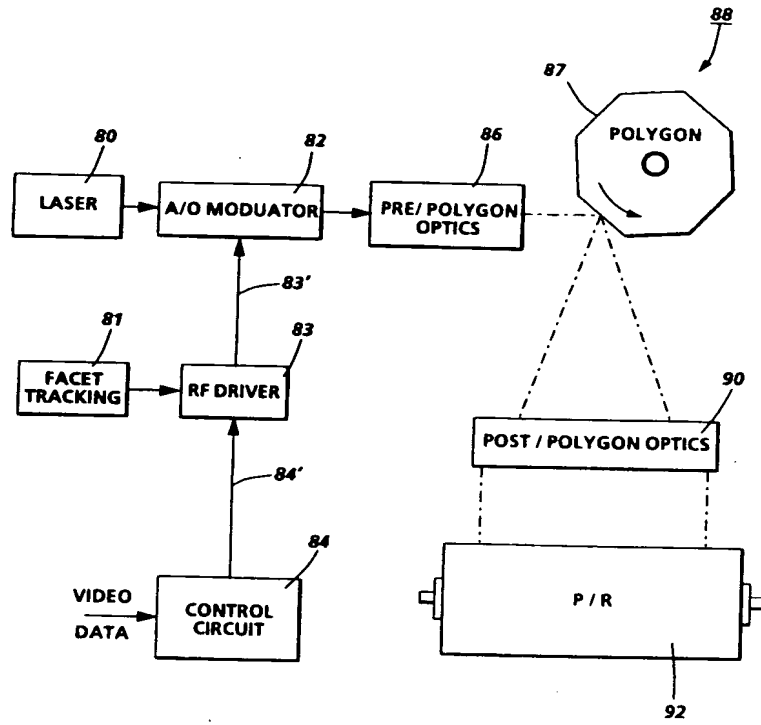 88
87
POLYGON
80
82
86
LASER
A/O MODUATOR
PRE/ POLYGON
OPTICS
83'
81
83
FACET
TRACKING
RF DRIVER
90
POST / POLYGON OPTICS
84'
84
VIDEO
DATA
CONTROL
CIRCUIT
P / R
92